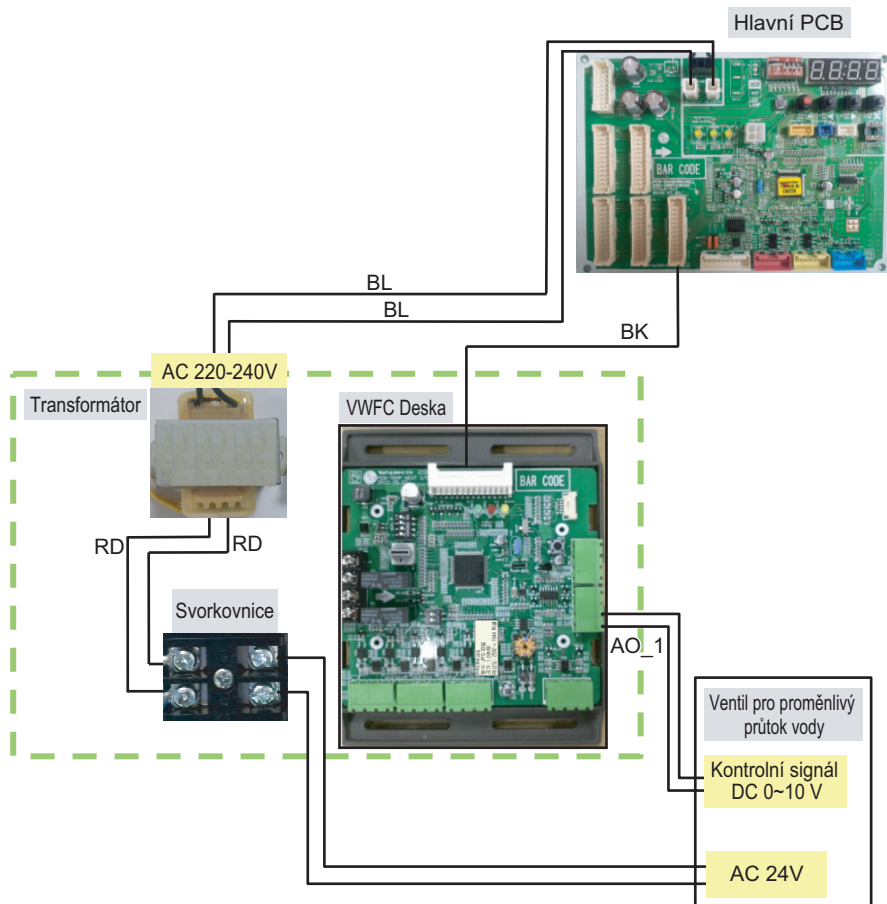 Hlavní PCB
BAR CODE
BL
BL
BK
AC 220-240V
Transformátor
VWFC Deska
BAR CODE
RD
RD
Svorkovnice
AO_1
Ventil pro proměnlivý
průtok vody
Kontrolní signál
DC 0~10 V
AC 24V